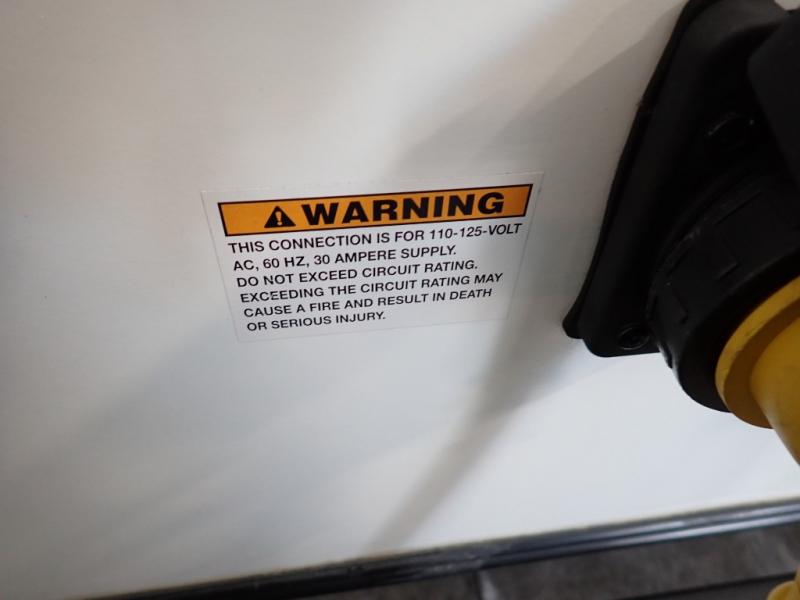 WARNING
THIS CONNECTION IS FOR 110-125-VOLT
AC, 60 HZ, 30 AMPERE SUPPLY.
DO NOT EXCEED CIRCUIT RATING.
EXCEEDING THE CIRCUIT RATING MAY
CAUSE A FIRE AND RESULT IN DEATH
OR SERIOUS INJURY.